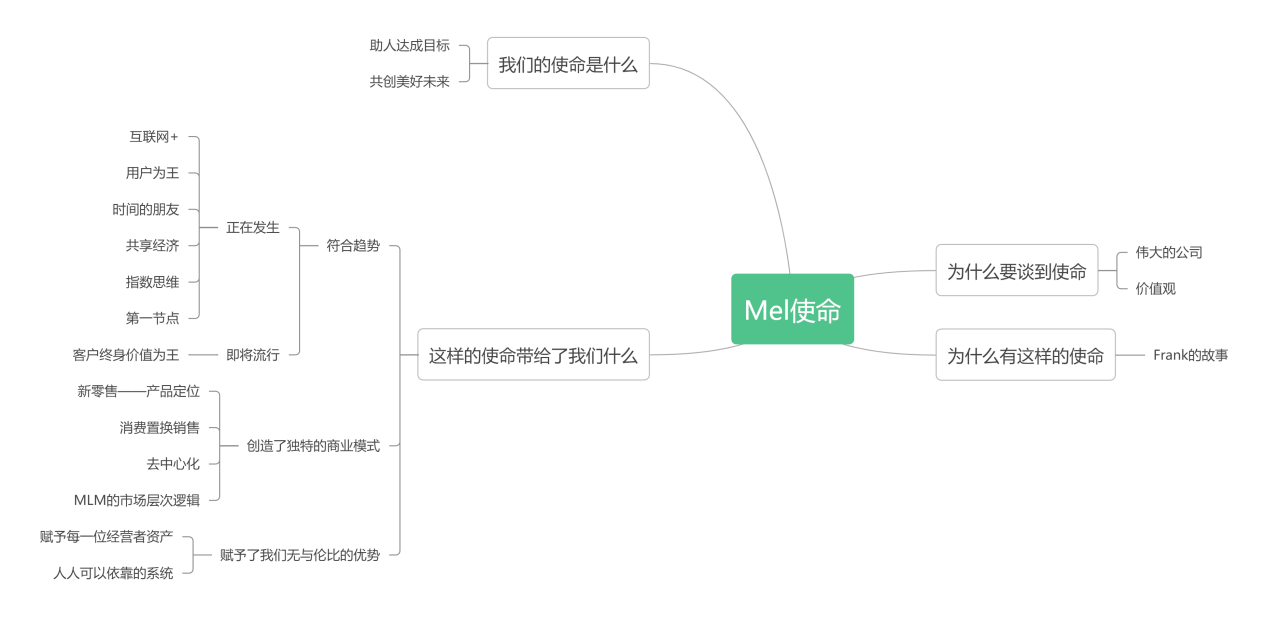 Mel使命
为什么要谈到使命
伟大的公司
价值观
为什么有这样的使命
Frank的故事
我们的使命是什么
助人达成目标
共创美好未来
这样的使命带给了我们什么
符合趋势
正在发生
互联网+
用户为王
时间的朋友
共享经济
指数思维
第一节点
即将流行
客户终身价值为王
创造了独特的商业模式
新零售——产品定位
消费置换销售
去中心化
MLM的市场层次逻辑
赋予了我们无与伦比的优势
赋予每一位经营者资产
人人可以依靠的系统